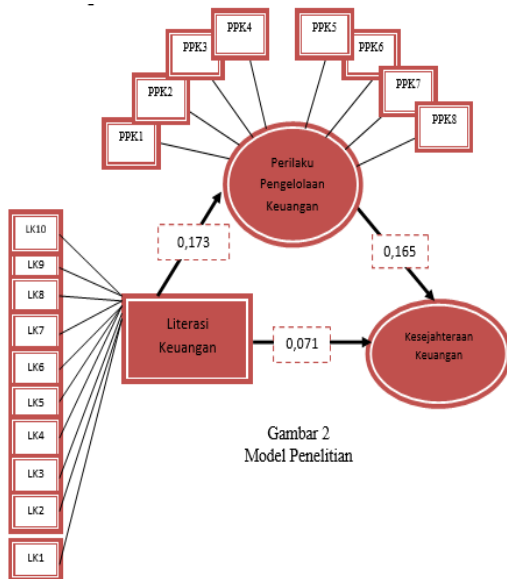 PPK4
PPK5
PPK3
PPK6
PPK2
PPK7
PPK1
PPK8
Perilaku
Pengelolaan
Keuangan
LK10
LK9
LK8
LK7
LK6
LK5
LK4
LK3
LK2
LK1
0,173
0,165
Literasi
Keuangan
0,071
Kesejahteraan
Keuangan
Gambar 2
Model Penelitian